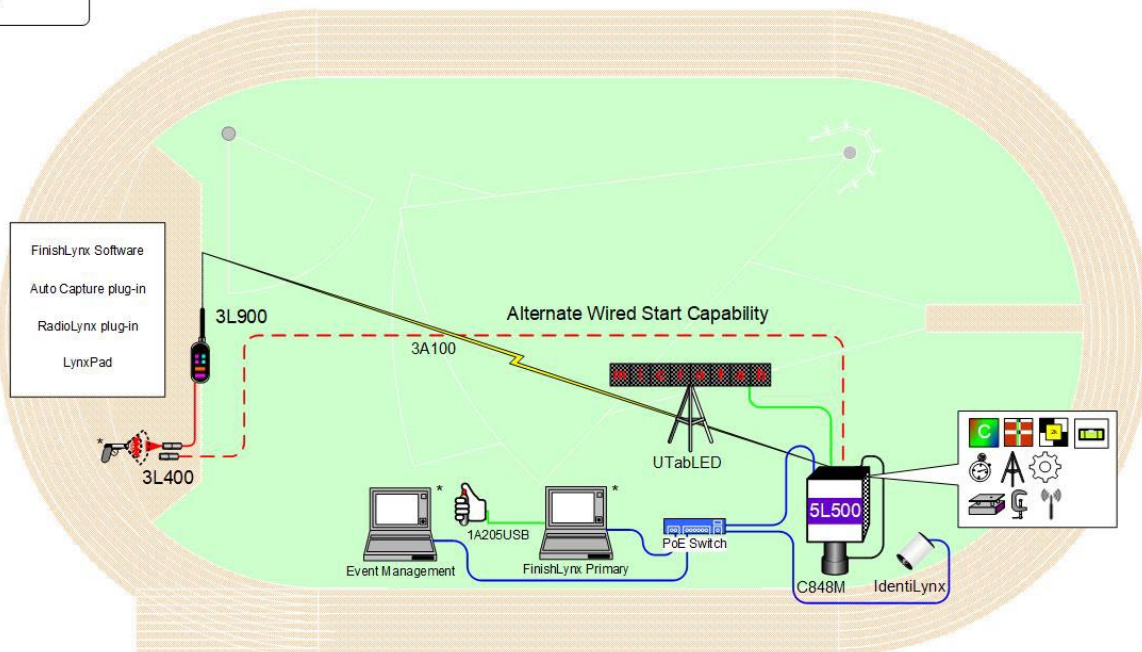 FinishLynx Software
Auto Capture plug-in
RadioLynx plug-in
LynxPad
3L900
Alternate Wired Start Capability
3A100
microtab
UTabLED
*
3L400
*
1A205USB
*
Event Management
FinishLynx Primary
PoE Switch
5L500
C848M
IdentiLynx
C